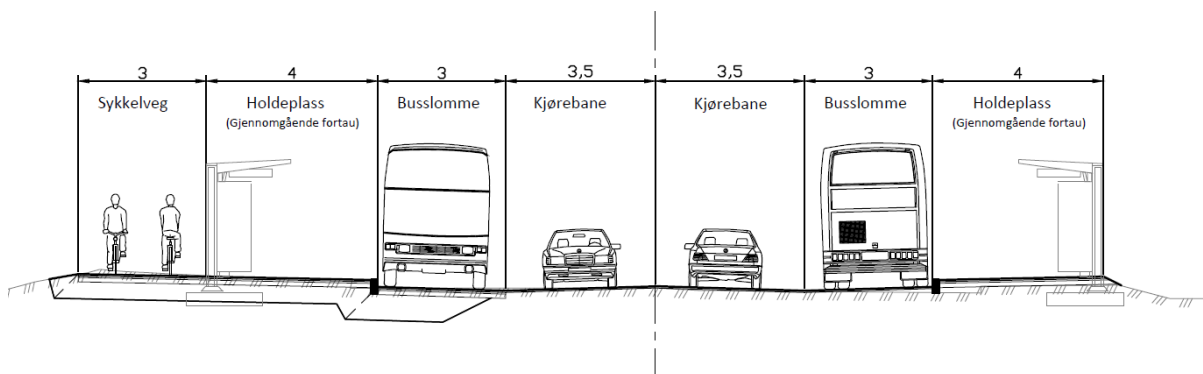 3 4 3 3,5 3,5 3 4
Sykkelveg Holdeplass Busslomme Kjørebane Kjørebane Busslomme Holdeplass
(Gjennomgående fortau) (Gjennomgående fortau)